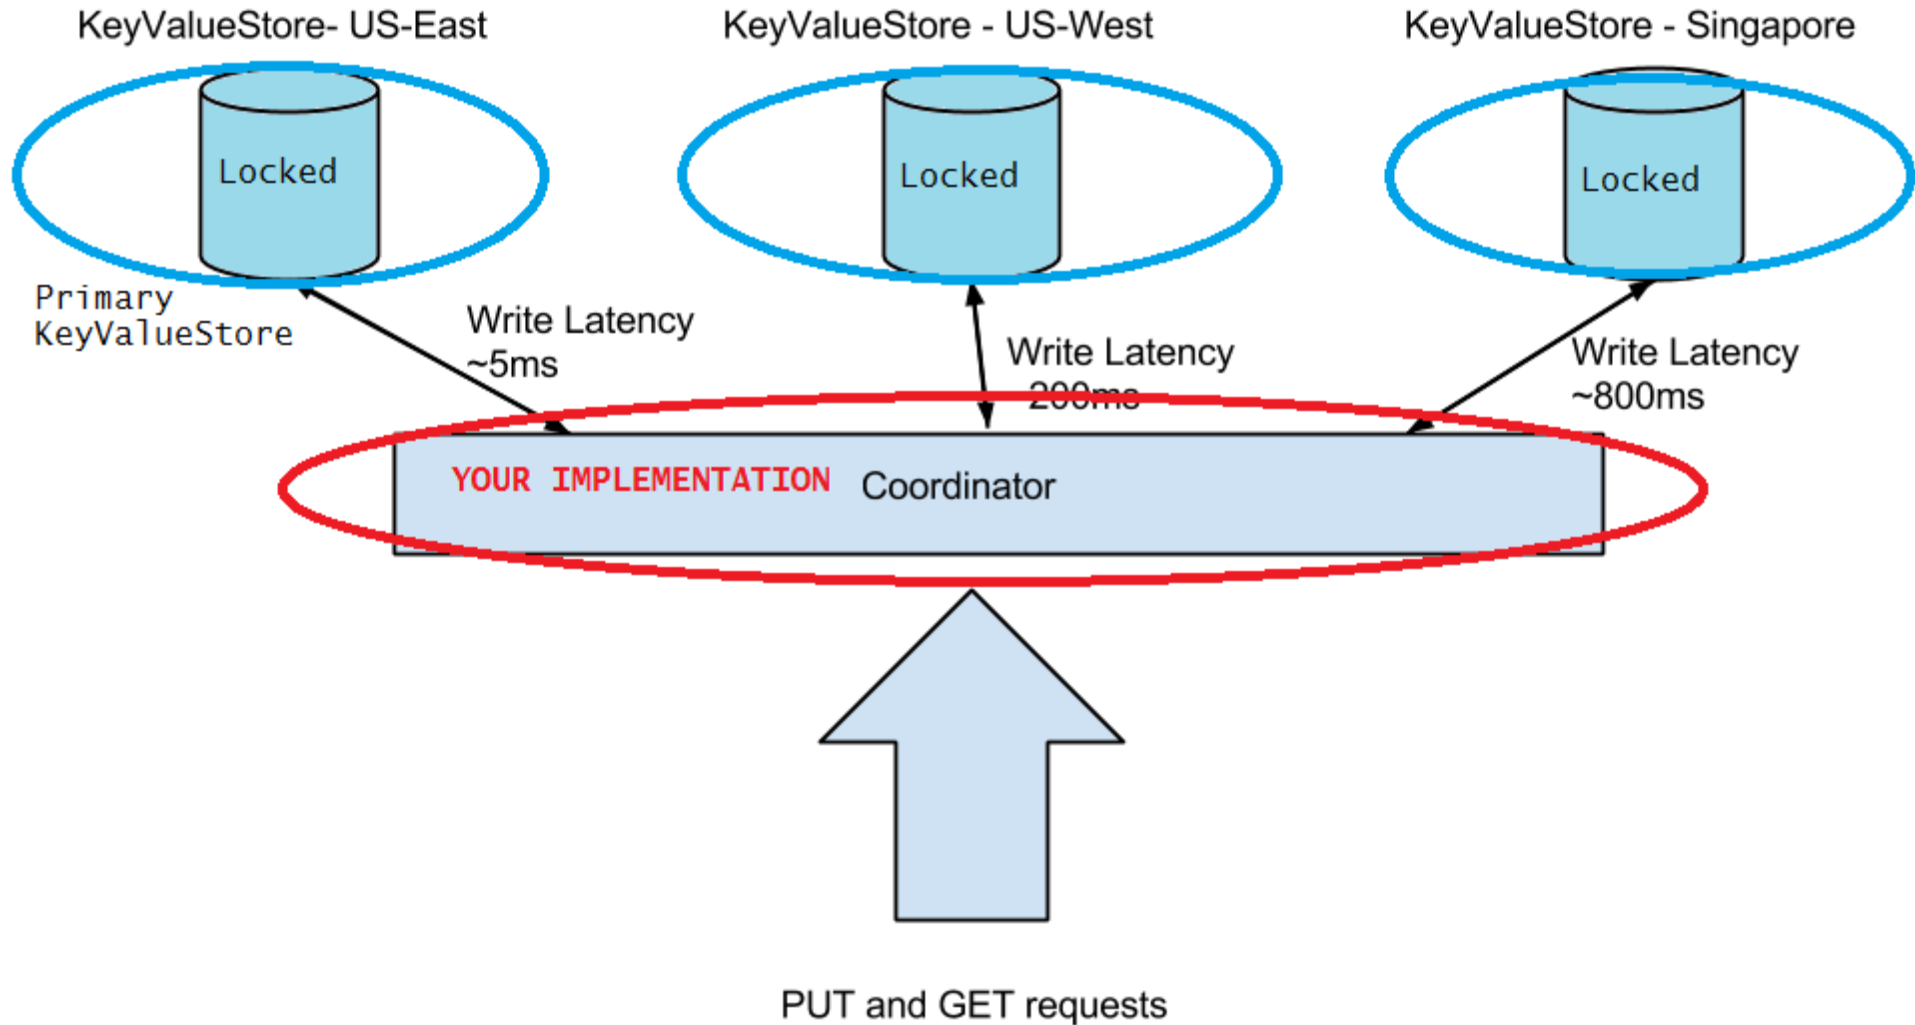 KeyValueStore- US-East
KeyValueStore - US-West
KeyValueStore - Singapore
Locked
Locked
Locked
Primary
KeyValueStore
Write Latency
~5ms
Write Latency
200ms
Write Latency
~800ms
YOUR IMPLEMENTATION Coordinator
PUT and GET requests